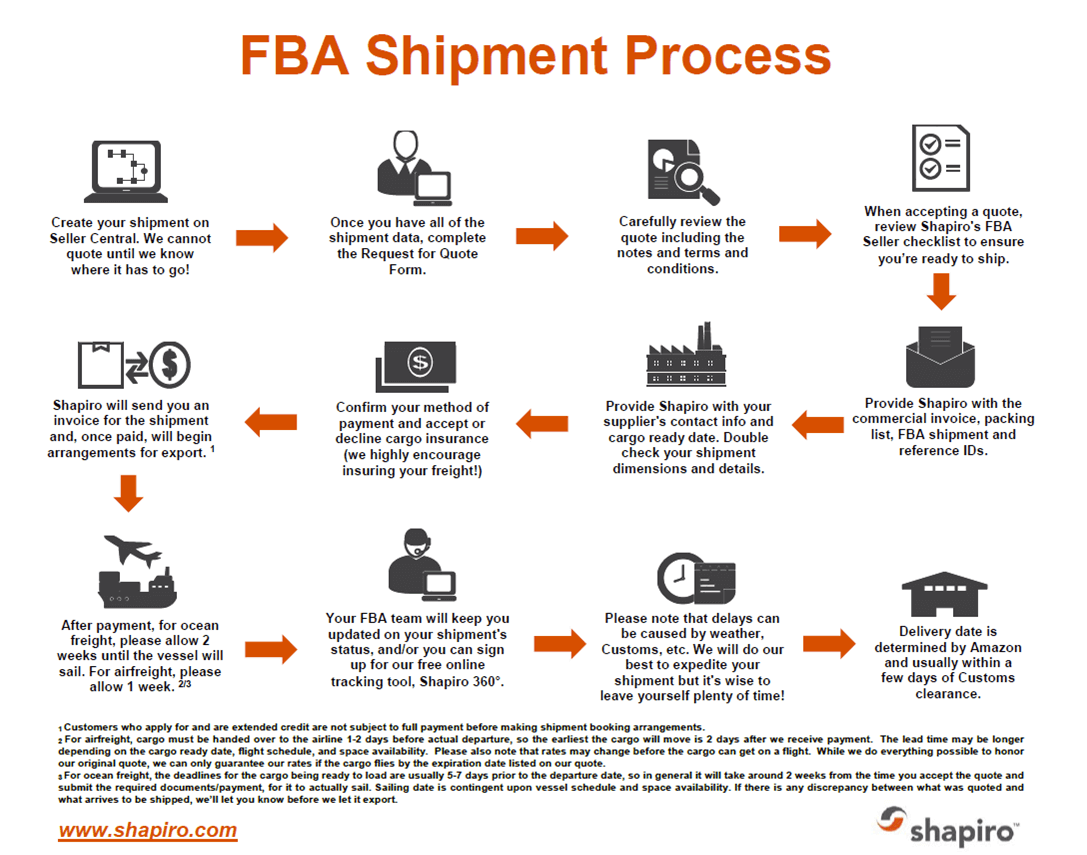 FBA Shipment Process
Create your shipment on
Seller Central. We cannot
quote until we know
where it has to go!
Once you have all of the
shipment data, complete
the Request for Quote
Form.
Carefully review the
quote including the
notes and terms and
conditions.
When accepting a quote,
review Shapiro's FBA
Seller checklist to ensure
you're ready to ship.
Provide Shapiro with the
commercial invoice, packing
list, FBA shipment and
reference IDs.
Provide Shapiro with your
supplier's contact info and
cargo ready date. Double
check your shipment
dimensions and details.
Confirm your method of
payment and accept or
decline cargo insurance
(we highly encourage
insuring your freight!)
Shapiro will send you an
invoice for the shipment
and, once paid, will begin
arrangements for export. 1
After payment, for ocean
freight, please allow 2
weeks until the vessel will
sail. For airfreight, please
allow 1 week. 2/3
Your FBA team will keep you
updated on your shipment's
status, and/or you can sign
up for our free online
tracking tool, Shapiro 360°.
Please note that delays can
be caused by weather,
Customs, etc. We will do our
best to expedite your
shipment but it's wise to
leave yourself plenty of time!
Delivery date is
determined by Amazon
and usually within a
few days of Customs
clearance.
1 Customers who apply for and are extended credit are not subject to full payment before making shipment booking arrangements.
2 For airfreight, cargo must be handed over to the airline 1-2 days before actual departure, so the earliest the cargo will move is 2 days after we receive payment. The lead time may be longer
depending on the cargo ready date, flight schedule, and space availability. Please also note that rates may change before the cargo can get on a flight. While we do everything possible to honor
our original quote, we can only guarantee our rates if the cargo flies by the expiration date listed on our quote.
3 For ocean freight, the deadlines for the cargo being ready to load are usually 5-7 days prior to the departure date, so in general it will take around 2 weeks from the time you accept the quote and
submit the required documents/payment, for it to actually sail. Sailing date is contingent upon vessel schedule and space availability. If there is any discrepancy between what was quoted and
what arrives to be shipped, we'll let you know before we let it export.
www.shapiro.com
shapiro™